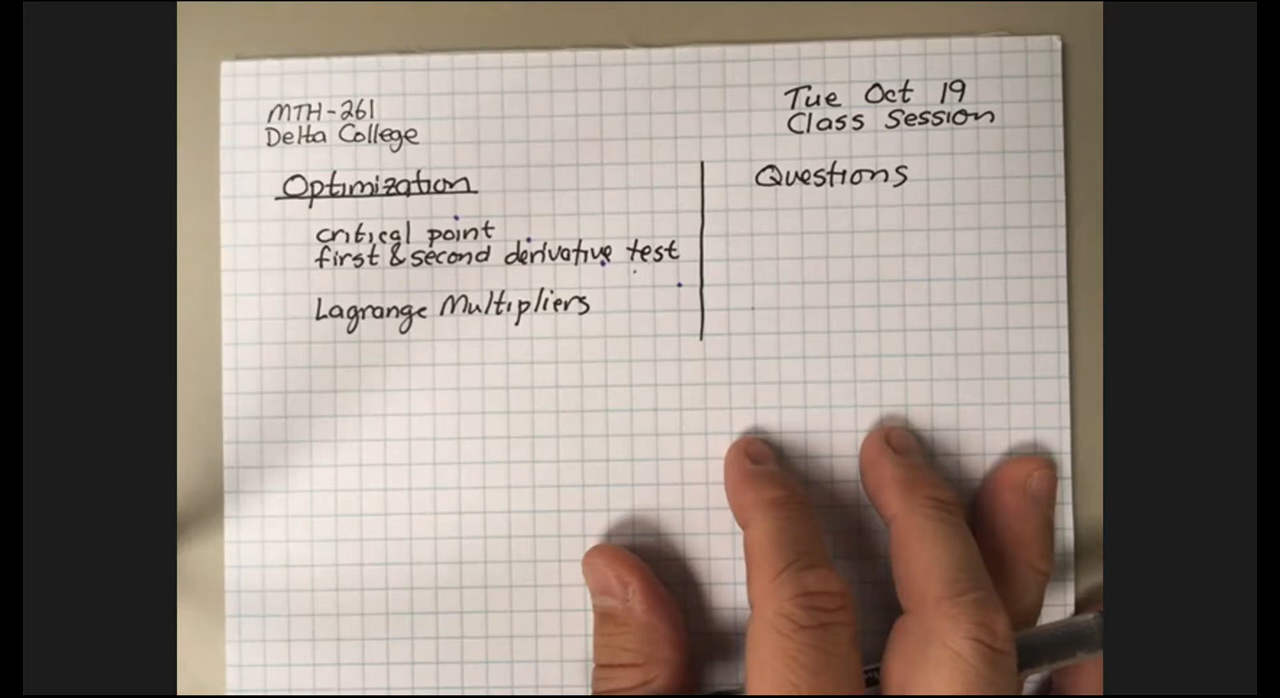 MTH-261
Delta College
Tue Oct 19
Class Session
Optimization
critical point
first & second derivative test
Lagrange Multipliers
Questions